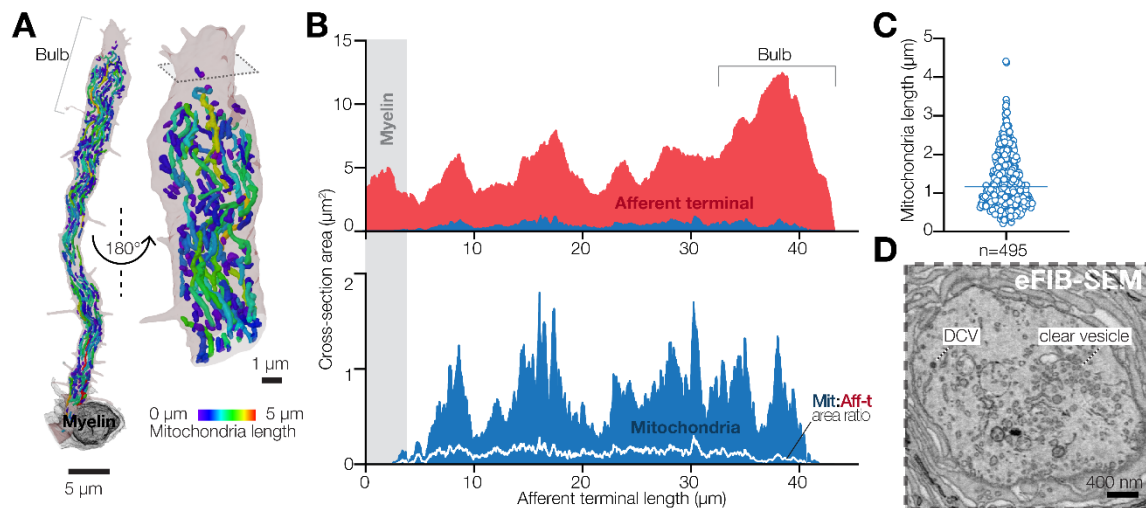 A
Bulb
180°
1 μm
Myelin
0 μm
5 μm
Mitochondria length
5 μm
B
15
10
5
0
Myelin
Bulb
Afferent terminal
10
20
30
40
Cross-section area (μm²)
2
1
0
Mit:Aff-t
area ratio
Mitochondria
0
10
20
30
40
Afferent terminal length (μm)
C
Mitochondria length (μm)
5
4
3
2
1
0
n=495
D
eFIB-SEM
DCV
clear vesicle
400 nm